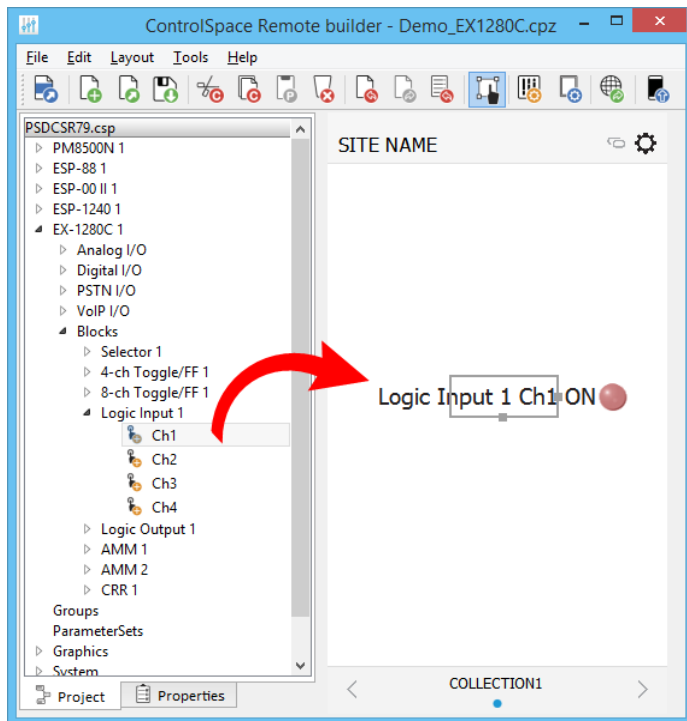 ControlSpace Remote builder - Demo_EX1280C.cpz
File Edit Layout Tools Help
PSDCSR79.csp
PM8500N 1
ESP-88 1
ESP-00 II 1
ESP-1240 1
EX-1280C 1
Analog I/O
Digital I/O
PSTN I/O
VoIP I/O
Blocks
Selector 1
4-ch Toggle/FF 1
8-ch Toggle/FF 1
Logic Input 1
Ch1
Ch2
Ch3
Ch4
Logic Output 1
AMM 1
AMM 2
CRR 1
Groups
ParameterSets
Graphics
System
Project Properties
SITE NAME
Logic Input 1 Ch1 ON
COLLECTION1